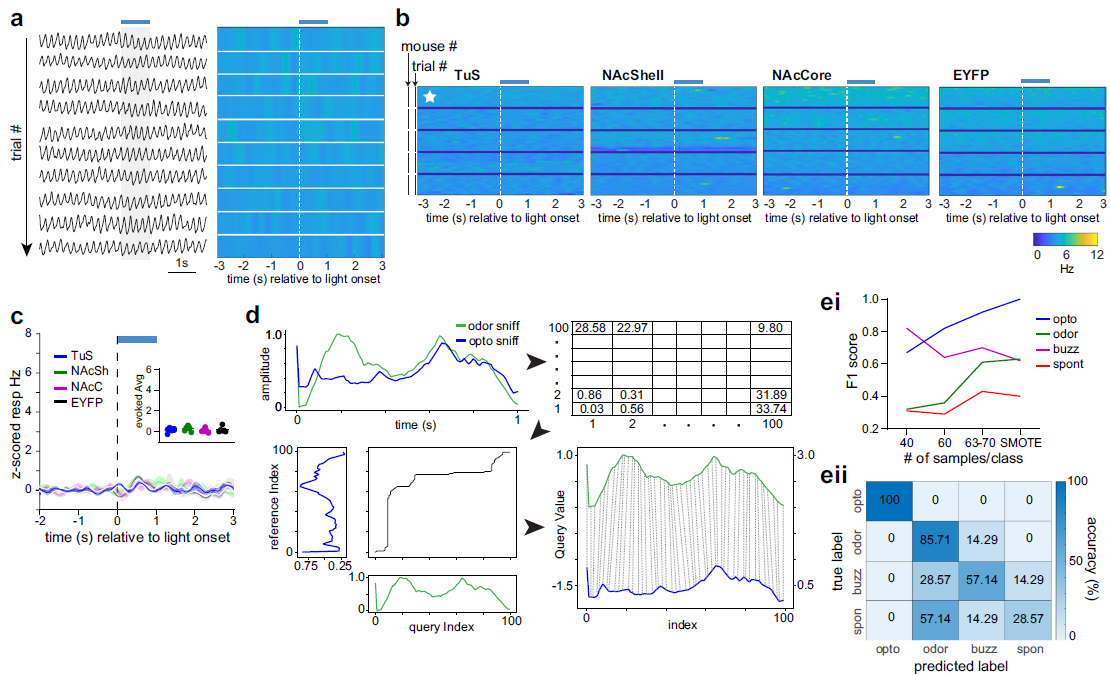 a
trial #
1s
-3 -2 -1 0 1 2 3
time (s) relative to light onset
b
mouse #
trial #
TuS
NAcShell
NAcCore
EYFP
-3 -2 -1 0 1 2 3
time (s) relative to light onset
-3 -2 -1 0 1 2 3
time (s) relative to light onset
-3 -2 -1 0 1 2 3
time (s) relative to light onset
-3 -2 -1 0 1 2 3
time (s) relative to light onset
0 6 12
Hz
c
z-scored resp Hz
8
6
4
2
0
TuS
NAcSh
NAcC
EYFP
evoked Avg
6
4
2
0
-2 -1 0 1 2 3
time (s) relative to light onset
d
odor sniff
opto sniff
amplitude
1.0
0
0 1
time (s)
100 28.58 22.97 9.80
2 0.86 0.31 31.89
1 0.03 0.56 33.74
1 2 . . . . 100
reference Index
100
0
0.75 0.25
1.0
0
0 100
query Index
Query Value
1.0
-1.5
3.0
0.5
0 100
index
ei
F1 score
1.0
0.8
0.6
0.4
0.2
opto
odor
buzz
spont
40 60 63-70 SMOTE
# of samples/class
eii
true label
opto 100 0 0 0
odor 0 85.71 14.29 0
buzz 0 28.57 57.14 14.29
spon 0 57.14 14.29 28.57
opto odor buzz spon
predicted label
100
50
0
accuracy (%)